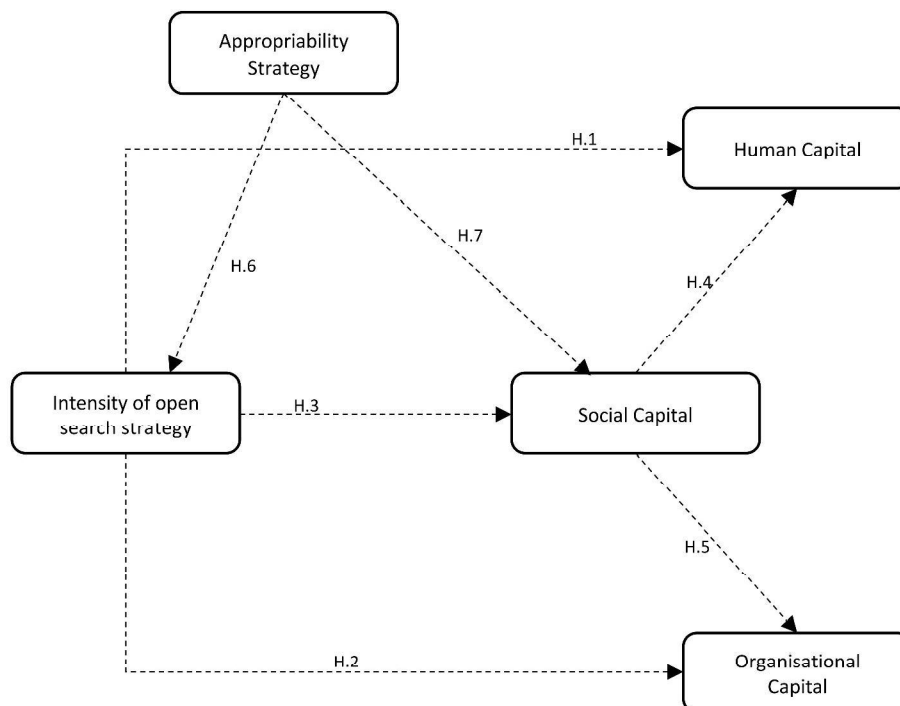 Appropriability
Strategy
H.1
Human Capital
H.7
H.6
H.4
Intensity of open
search strategy
H.3
Social Capital
H.5
H.2
Organisational
Capital